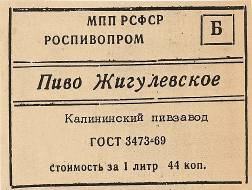 МПП РСФСР
РОСПИВОПРОМ
Б
Пиво Жигулевское
Калининский пивзавод
ГОСТ 3473-69
стоимость за 1 литр 44 коп.